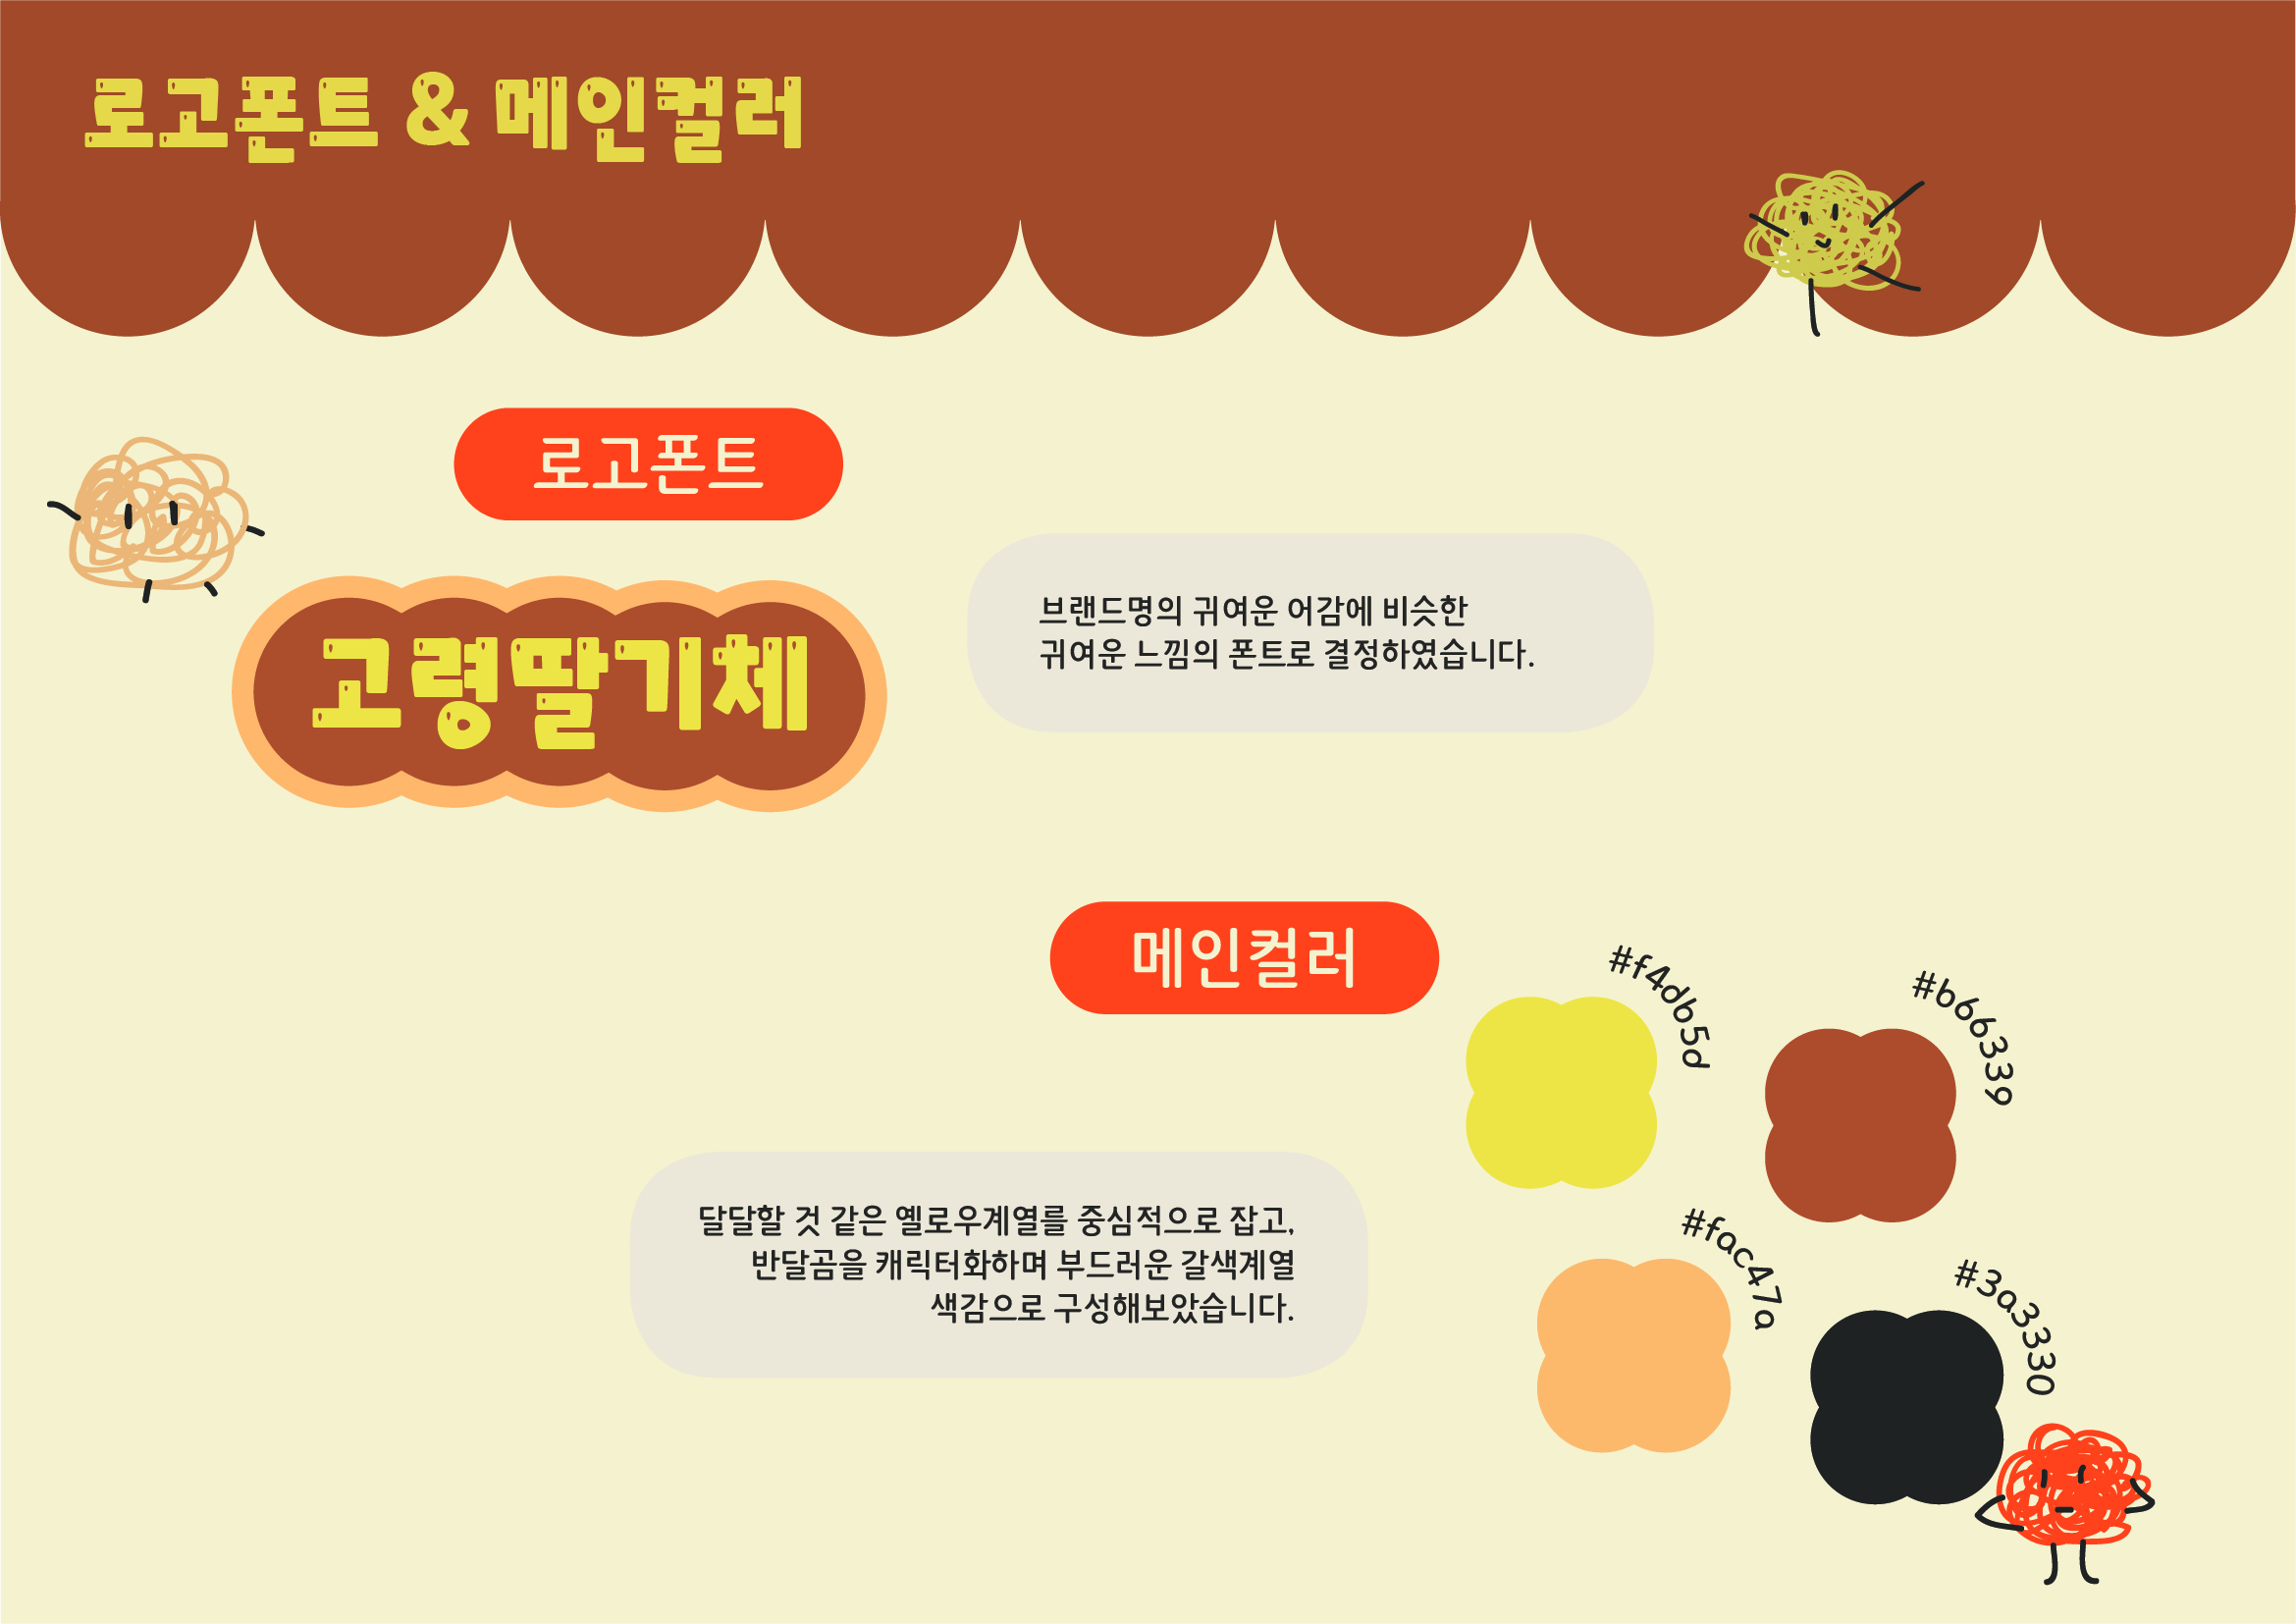 로고폰트 & 메인컬러
로고폰트
고령딸기체
브랜드명의 귀여운 어감에 비슷한
귀여운 느낌의 폰트로 결정하였습니다.
메인컬러
#f4db5d
#b66339
달달할 것 같은 옐로우계열를 중심적으로 잡고,
반달곰을 캐릭터화하며 부드러운 갈색계열
색감으로 구성해보았습니다.
#fac47a
#3a3330